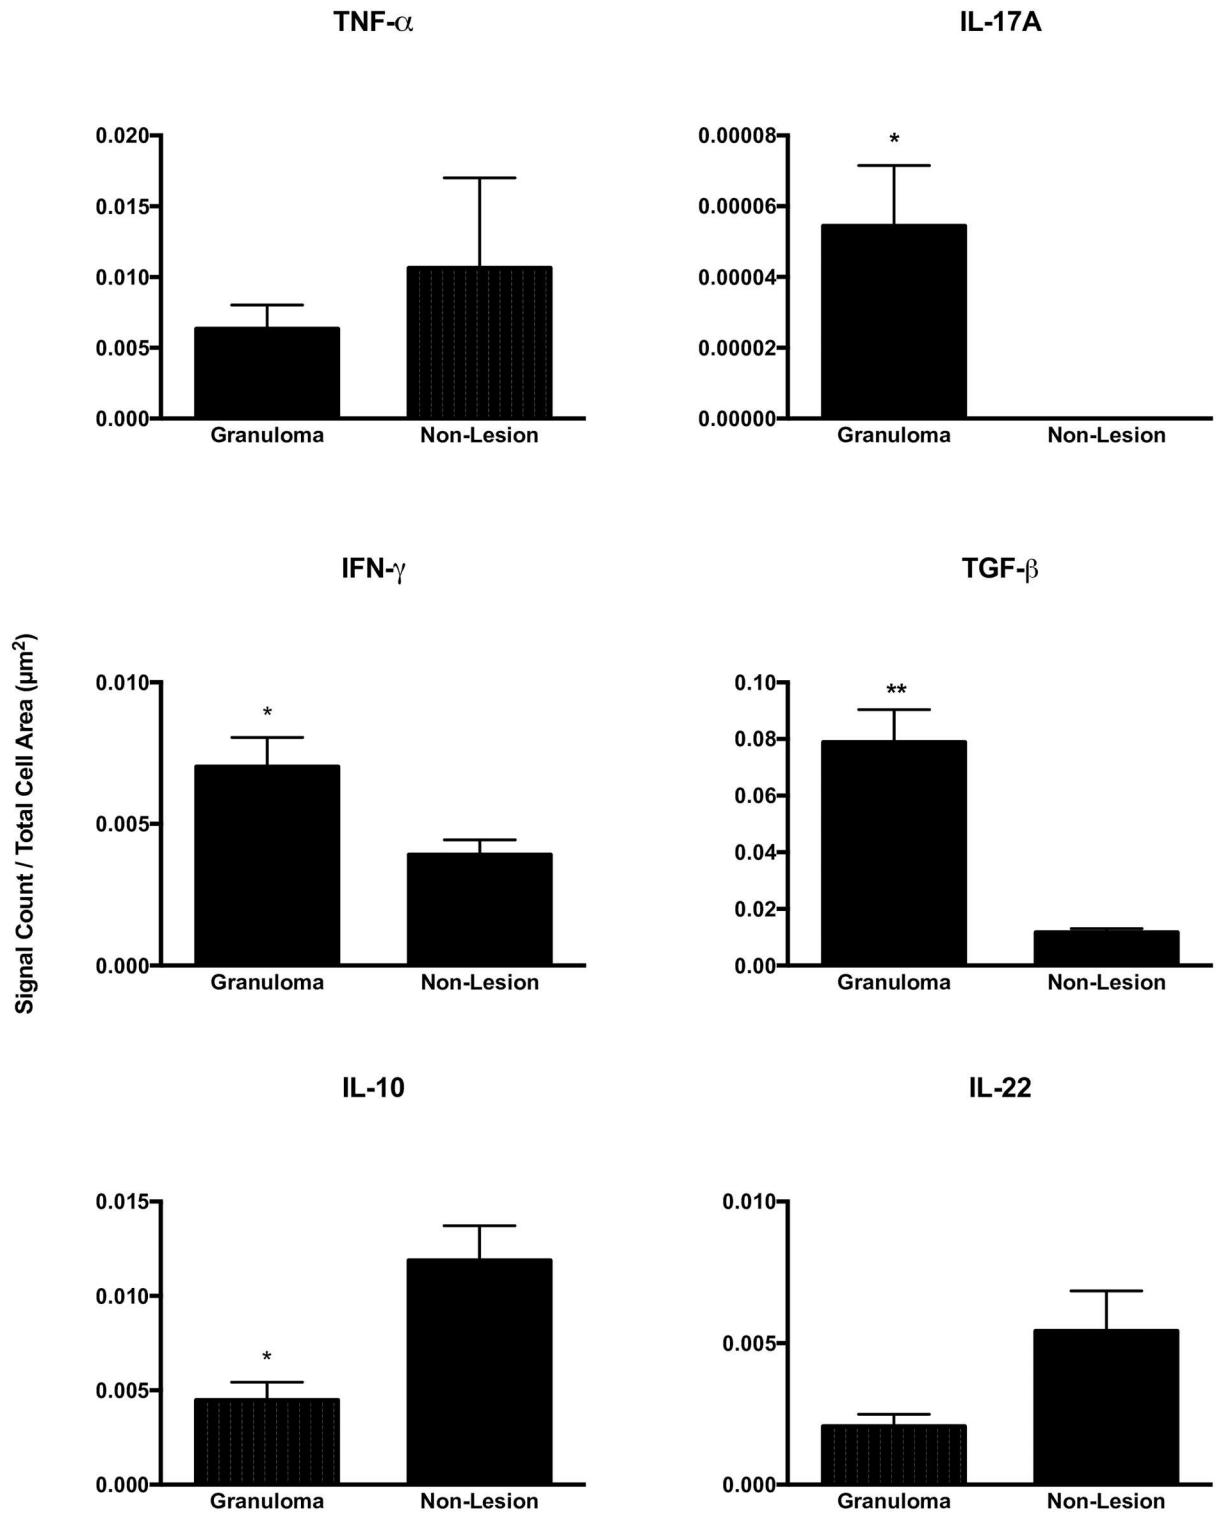 TNF-α
0.020
0.015
0.010
0.005
0.000
Granuloma Non-Lesion
IL-17A
*
0.00008
0.00006
0.00004
0.00002
0.00000
Granuloma Non-Lesion
Signal Count / Total Cell Area (µm²)
IFN-γ
0.010
*
0.005
0.000
Granuloma Non-Lesion
TGF-β
0.10
**
0.08
0.06
0.04
0.02
0.00
Granuloma Non-Lesion
IL-10
0.015
0.010
*
0.005
0.000
Granuloma Non-Lesion
IL-22
0.010
0.005
0.000
Granuloma Non-Lesion